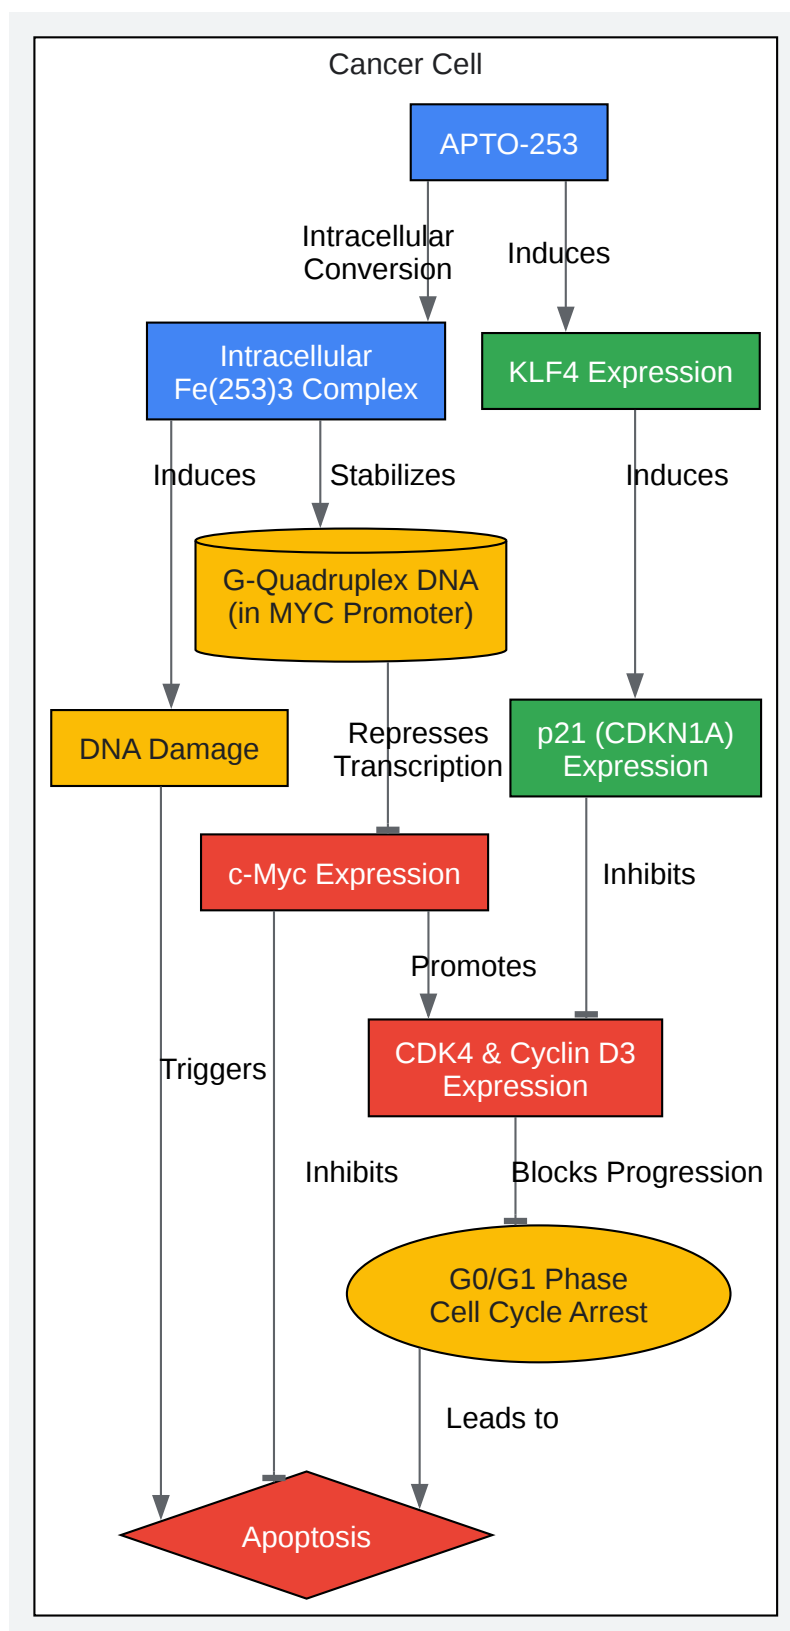 Cancer Cell
APTO-253
Intracellular
Conversion
Induces
Intracellular
Fe(253)3 Complex
KLF4 Expression
Induces
Stabilizes
Induces
G-Quadruplex DNA
(in MYC Promoter)
DNA Damage
Represses
Transcription
p21 (CDKN1A)
Expression
c-Myc Expression
Inhibits
Promotes
CDK4 & Cyclin D3
Expression
Triggers
Inhibits
Blocks Progression
G0/G1 Phase
Cell Cycle Arrest
Leads to
Apoptosis